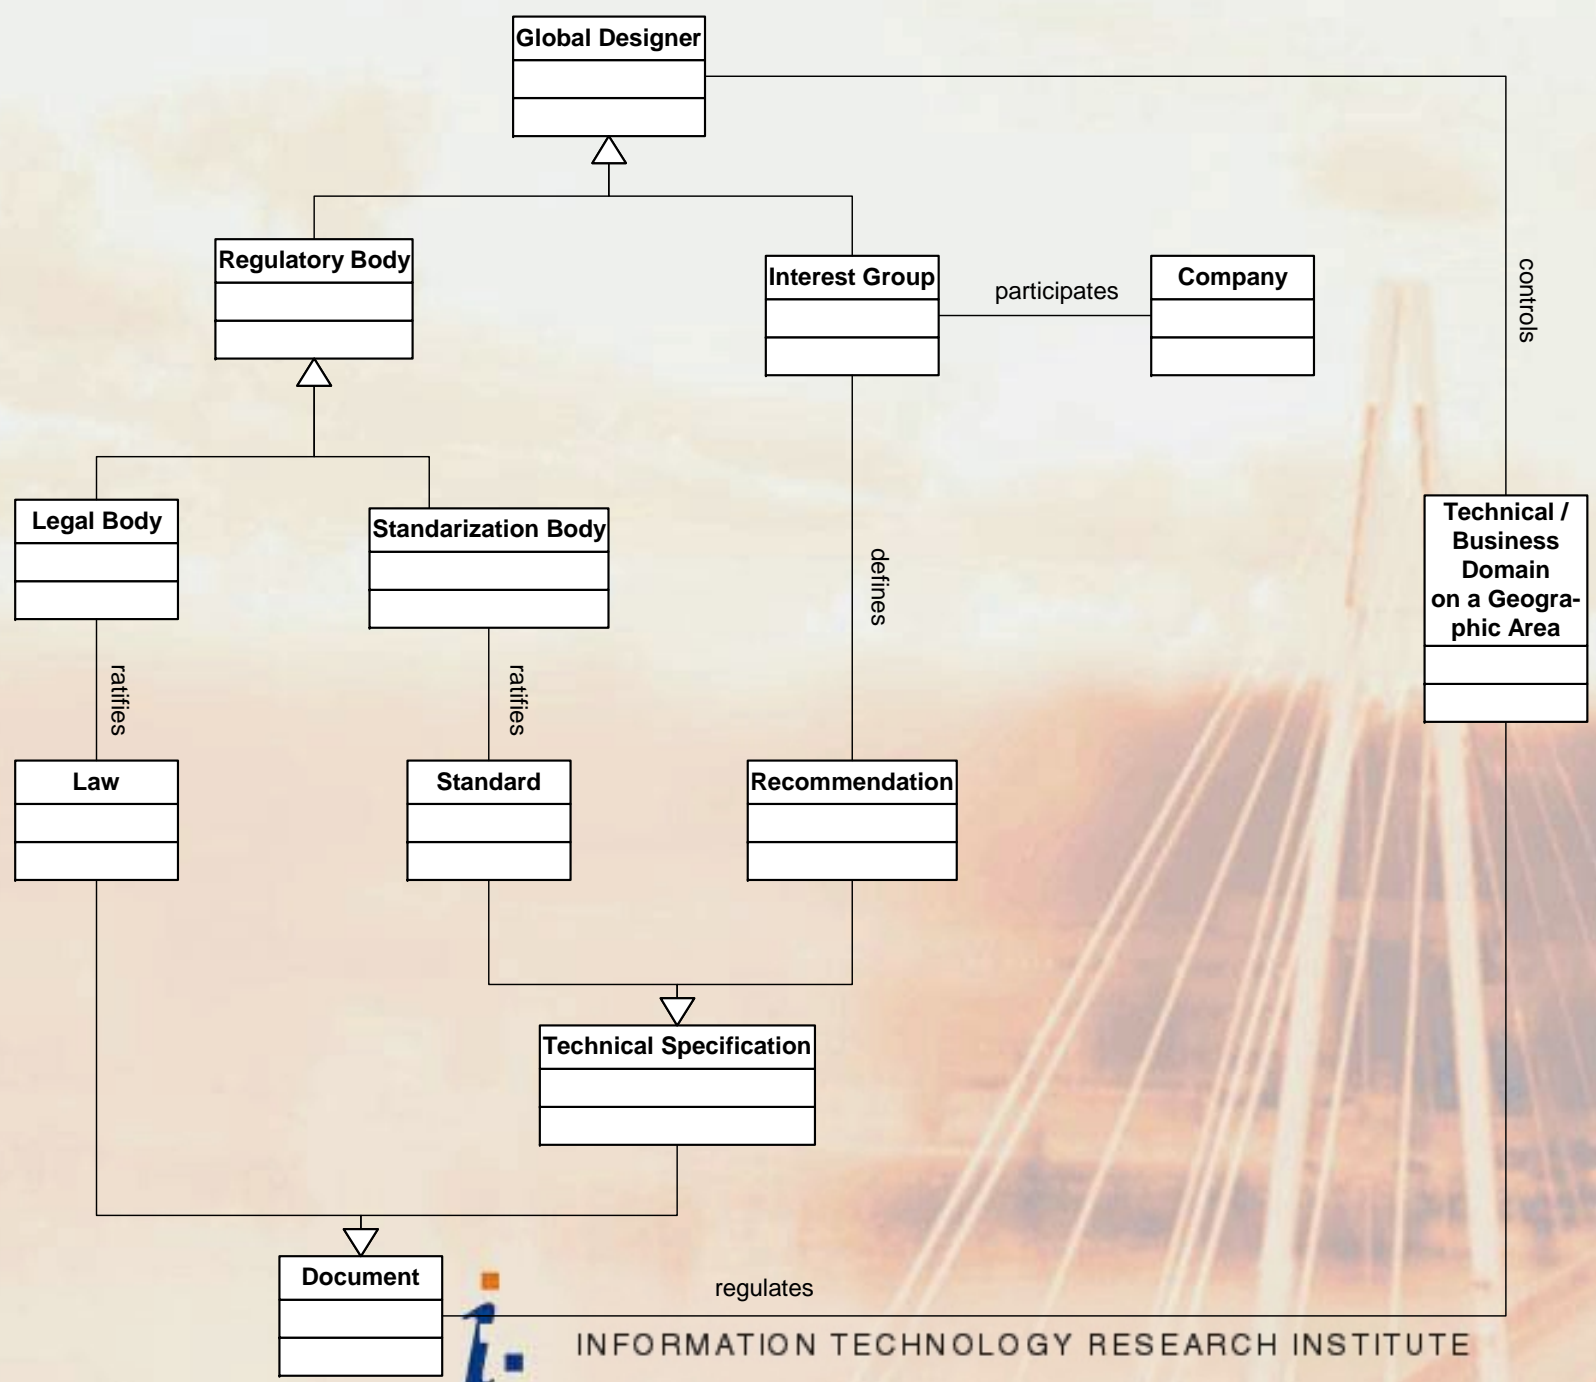 Global Designer
Regulatory Body
Interest Group
participates
Company
controls
Legal Body
Standarization Body
defines
Technical /
Business
Domain
on a Geogra-
phic Area
ratifies
ratifies
Law
Standard
Recommendation
Technical Specification
Document
regulates
INFORMATION TECHNOLOGY RESEARCH INSTITUTE